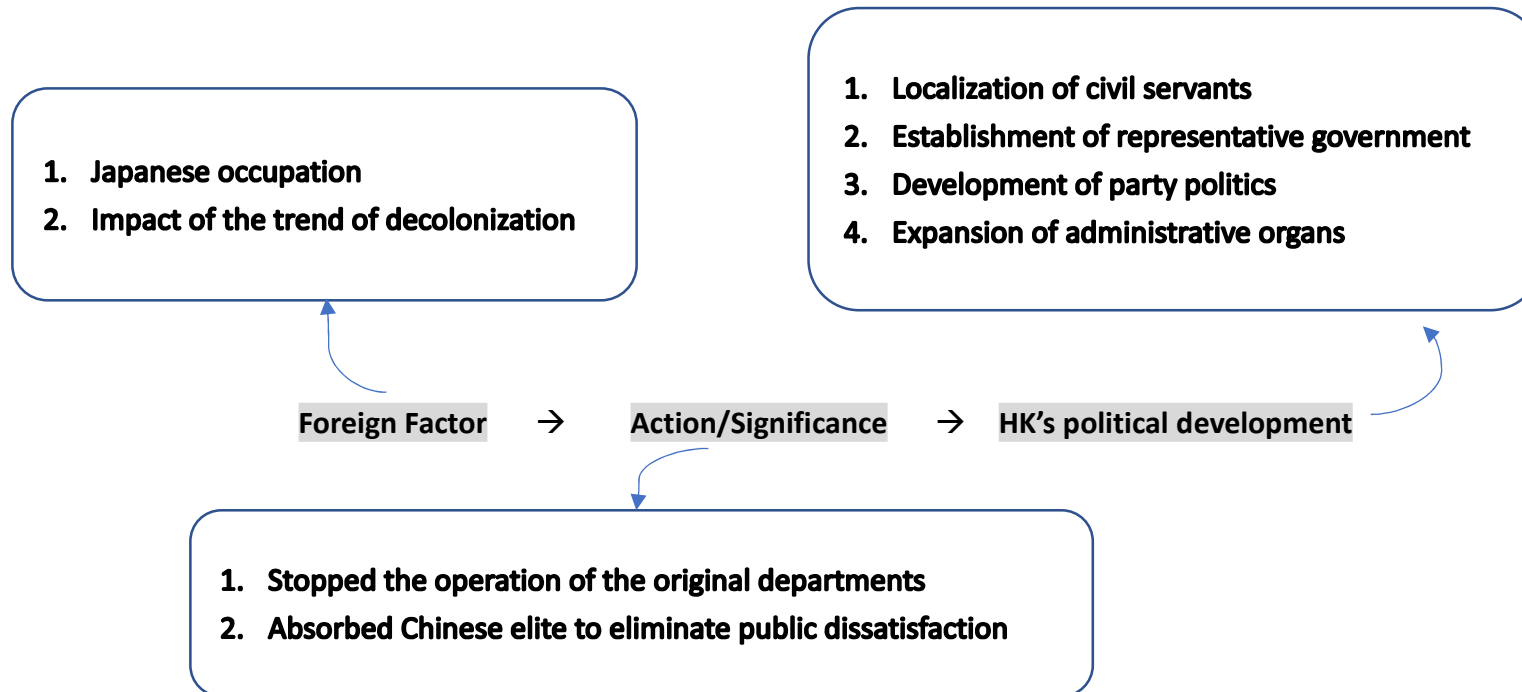 1. Localization of civil servants
2. Establishment of representative government
3. Development of party politics
4. Expansion of administrative organs
1. Japanese occupation
2. Impact of the trend of decolonization
Foreign Factor → Action/Significance → HK’s political development
1. Stopped the operation of the original departments
2. Absorbed Chinese elite to eliminate public dissatisfaction